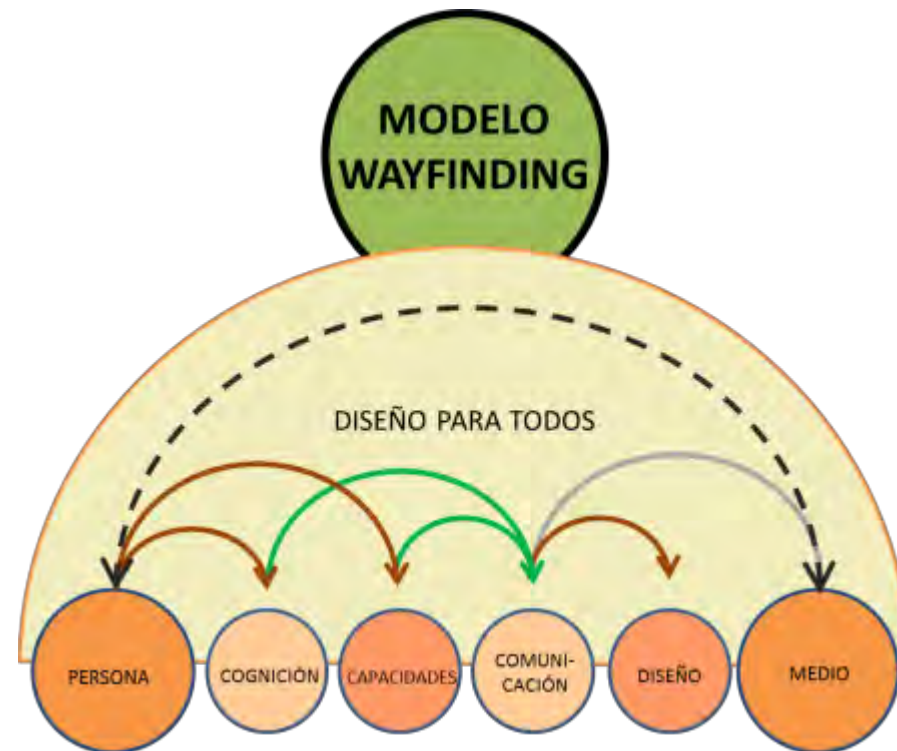 MODELO
WAYFINDING
DISEÑO PARA TODOS
PERSONA
COGNICIÓN
CAPACIDADES
COMUNI-
CACIÓN
DISEÑO
MEDIO